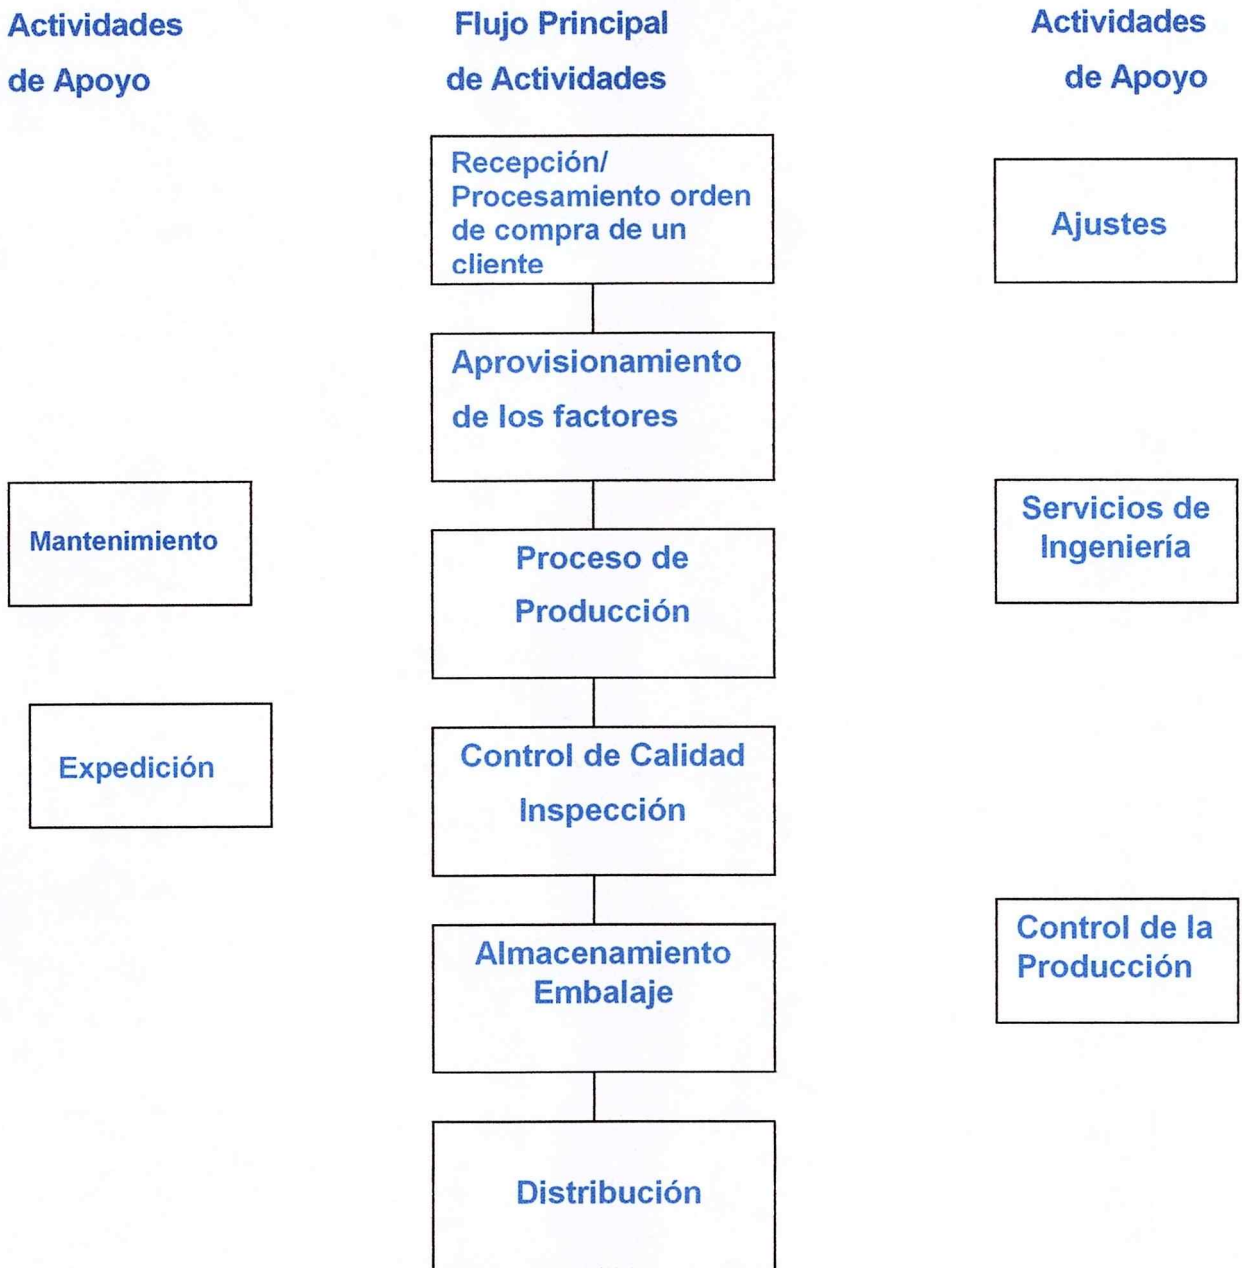 Actividades
de Apoyo
Flujo Principal
de Actividades
Actividades
de Apoyo
Recepción/
Procesamiento orden
de compra de un
cliente
Ajustes
Aprovisionamiento
de los factores
Mantenimiento
Proceso de
Producción
Servicios de
Ingeniería
Expedición
Control de Calidad
Inspección
Almacenamiento
Embalaje
Control de la
Producción
Distribución